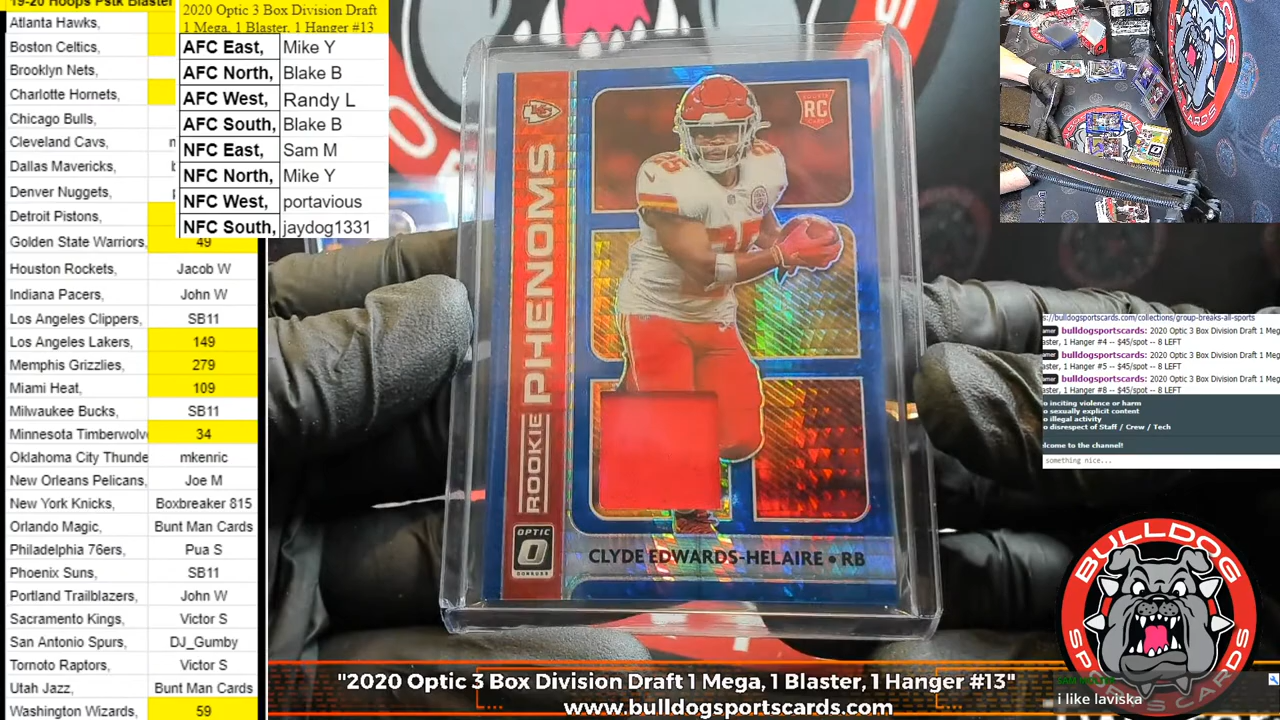 19-20 Hoops Pstk Blaster
Atlanta Hawks,
Boston Celtics,
Brooklyn Nets,
Charlotte Hornets,
Chicago Bulls,
Cleveland Cavs,
Dallas Mavericks,
Denver Nuggets,
Detroit Pistons,
Golden State Warriors, 49
Houston Rockets, Jacob W
Indiana Pacers, John W
Los Angeles Clippers, SB11
Los Angeles Lakers, 149
Memphis Grizzlies, 279
Miami Heat, 109
Milwaukee Bucks, SB11
Minnesota Timberwolv 34
Oklahoma City Thunde mkenric
New Orleans Pelicans, Joe M
New York Knicks, Boxbreaker 815
Orlando Magic, Bunt Man Cards
Philadelphia 76ers, Pua S
Phoenix Suns, SB11
Portland Trailblazers, John W
Sacramento Kings, Victor S
San Antonio Spurs, DJ_Gumby
Tornoto Raptors, Victor S
Utah Jazz, Bunt Man Cards
Washington Wizards, 59
2020 Optic 3 Box Division Draft
1 Mega, 1 Blaster, 1 Hanger #13
AFC East, Mike Y
AFC North, Blake B
AFC West, Randy L
AFC South, Blake B
NFC East, Sam M
NFC North, Mike Y
NFC West, portavious
NFC South, jaydog1331
ROOKIE PHENOMS
RC
25
OPTIC
DONRUSS
CLYDE EDWARDS-HELAIRE • RB
s://bulldogsportscards.com/collections/group-breaks-all-sports
bulldogsportscards: 2020 Optic 3 Box Division Draft 1 Meg
aster, 1 Hanger #4 -- $45/spot -- 8 LEFT
bulldogsportscards: 2020 Optic 3 Box Division Draft 1 Meg
aster, 1 Hanger #5 -- $45/spot -- 8 LEFT
bulldogsportscards: 2020 Optic 3 Box Division Draft 1 Meg
aster, 1 Hanger #8 -- $45/spot -- 8 LEFT
o inciting violence or harm
o sexually explicit content
o illegal activity
o disrespect of Staff / Crew / Tech
elcome to the channel!
something nice...
BULLDOG
SPORTSCARDS
i like laviska
"2020 Optic 3 Box Division Draft 1 Mega, 1 Blaster, 1 Hanger #13"
www.bulldogsportscards.com